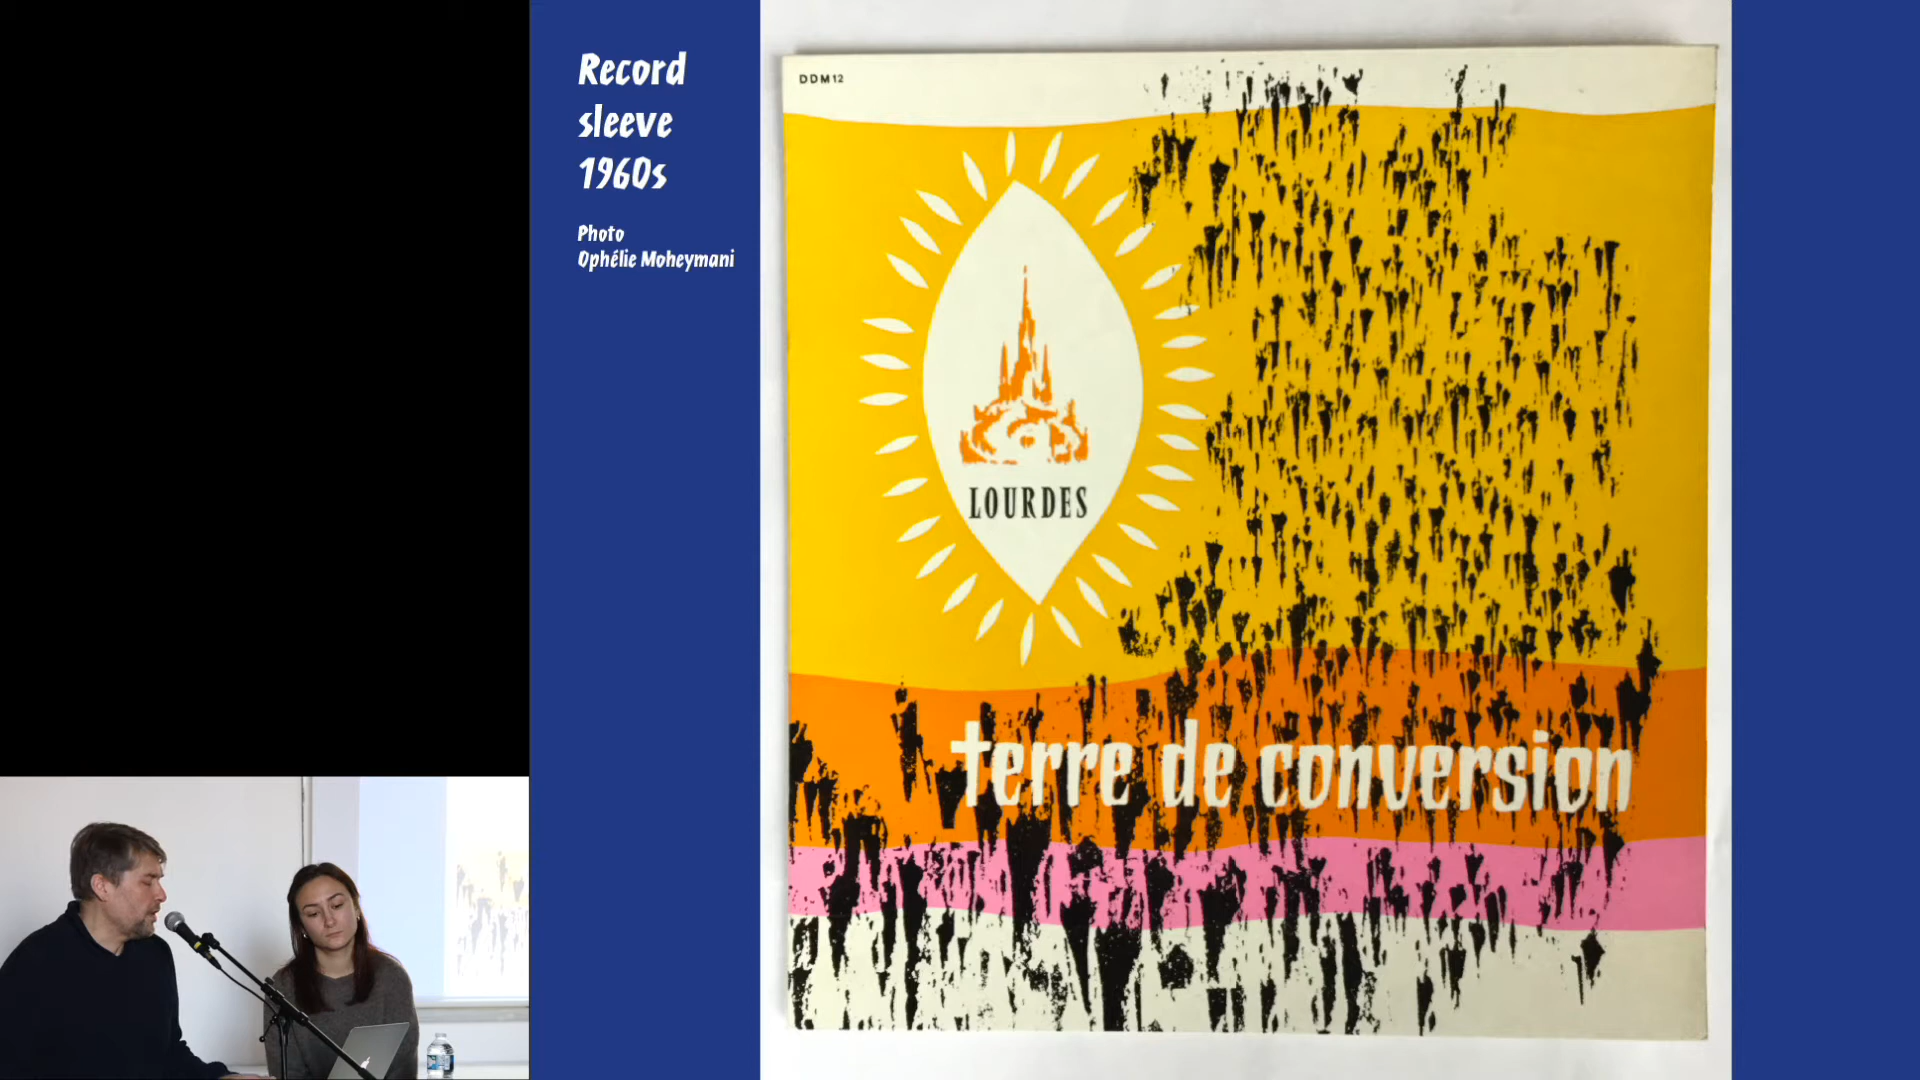 Record
sleeve
1960s
Photo
Ophélie Moheymani
DDM12
LOURDES
terre de conversion